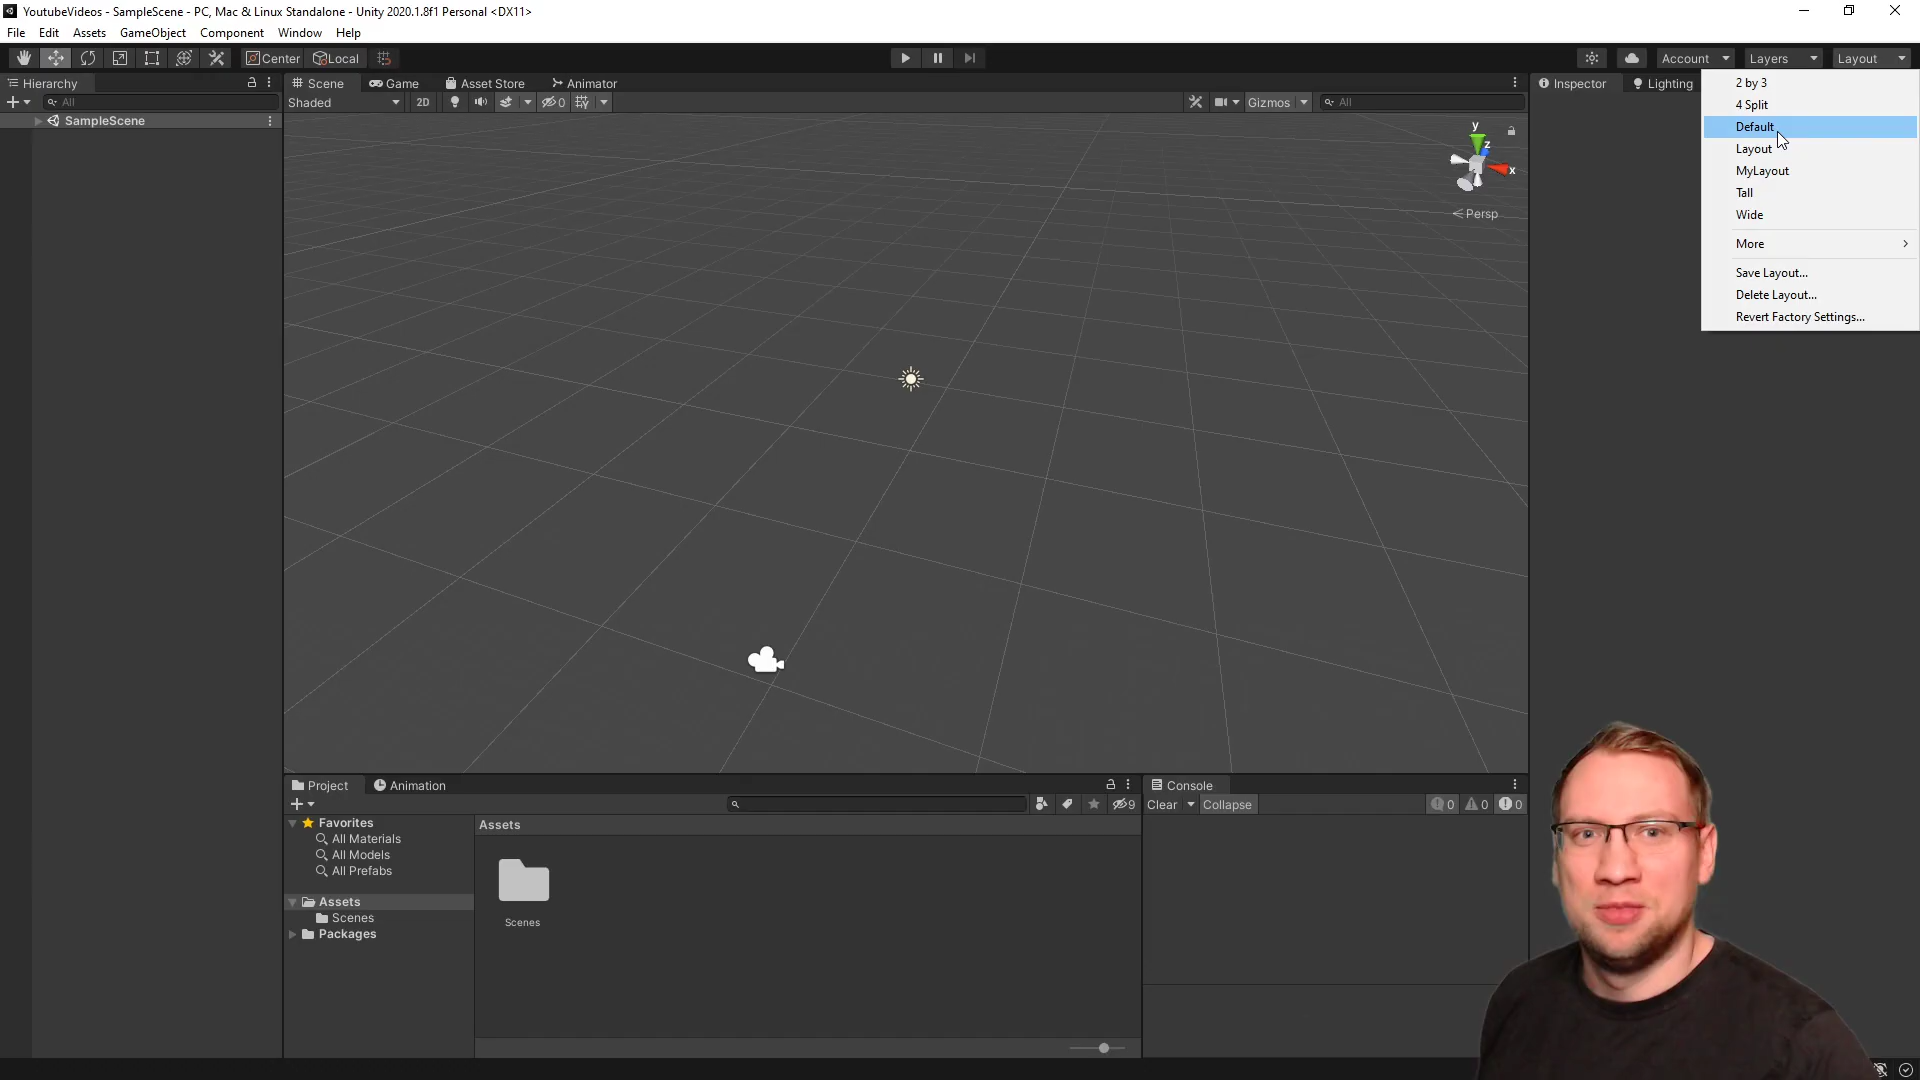 YoutubeVideos - SampleScene - PC, Mac & Linux Standalone - Unity 2020.1.8f1 Personal <DX11>
File Edit Assets GameObject Component Window Help
Center Local Account Layers Layout
Hierarchy
All
SampleScene
Scene Game Asset Store Animator
Shaded 2D 0 Gizmos All
y
z
x
Persp
Inspector Lighting
2 by 3
4 Split
Default
Layout
MyLayout
Tall
Wide
More
Save Layout...
Delete Layout...
Revert Factory Settings...
Project Animation
9
Favorites
All Materials
All Models
All Prefabs
Assets
Scenes
Packages
Assets
Scenes
Console
Clear Collapse 0 0 0